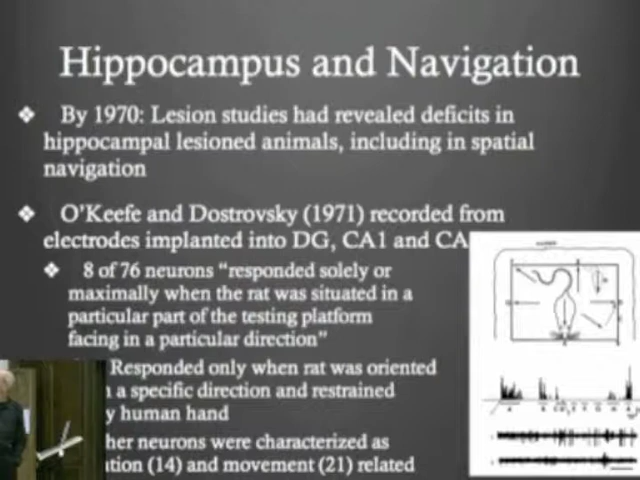 Hippocampus and Navigation
By 1970: Lesion studies had revealed deficits in
hippocampal lesioned animals, including in spatial
navigation
O'Keefe and Dostrovsky (1971) recorded from
electrodes implanted into DG, CA1 and CA
8 of 76 neurons "responded solely or
maximally when the rat was situated in a
particular part of the testing platform
facing in a particular direction"
Responded only when rat was oriented
a specific direction and restrained
y human hand
her neurons were characterized as
tion (14) and movement (21) related